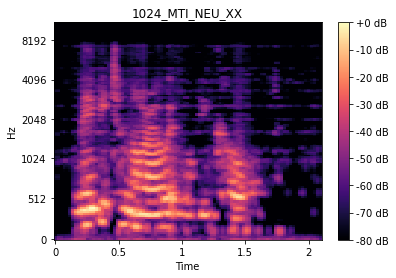 1024_MTI_NEU_XX
+0 dB
8192
-10 dB
4096
-20 dB
-30 dB
2048
Hz
-40 dB
1024
-50 dB
512
-60 dB
-70 dB
0
-80 dB
0 0.5 1 1.5 2
Time